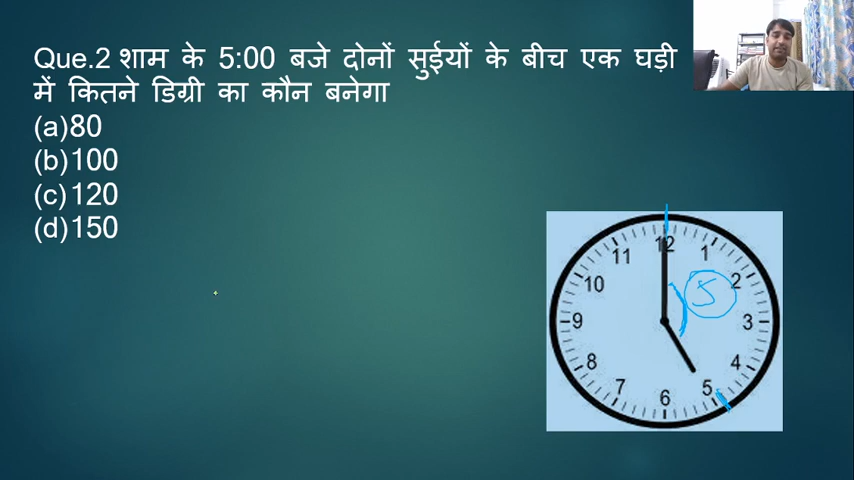 Que.2 शाम के 5:00 बजे दोनों सुईयों के बीच एक घड़ी
में कितने डिग्री का कौन बनेगा
(a)80
(b)100
(c)120
(d)150
12
11 1
10 2
5
9 3
8 4
7 5
6